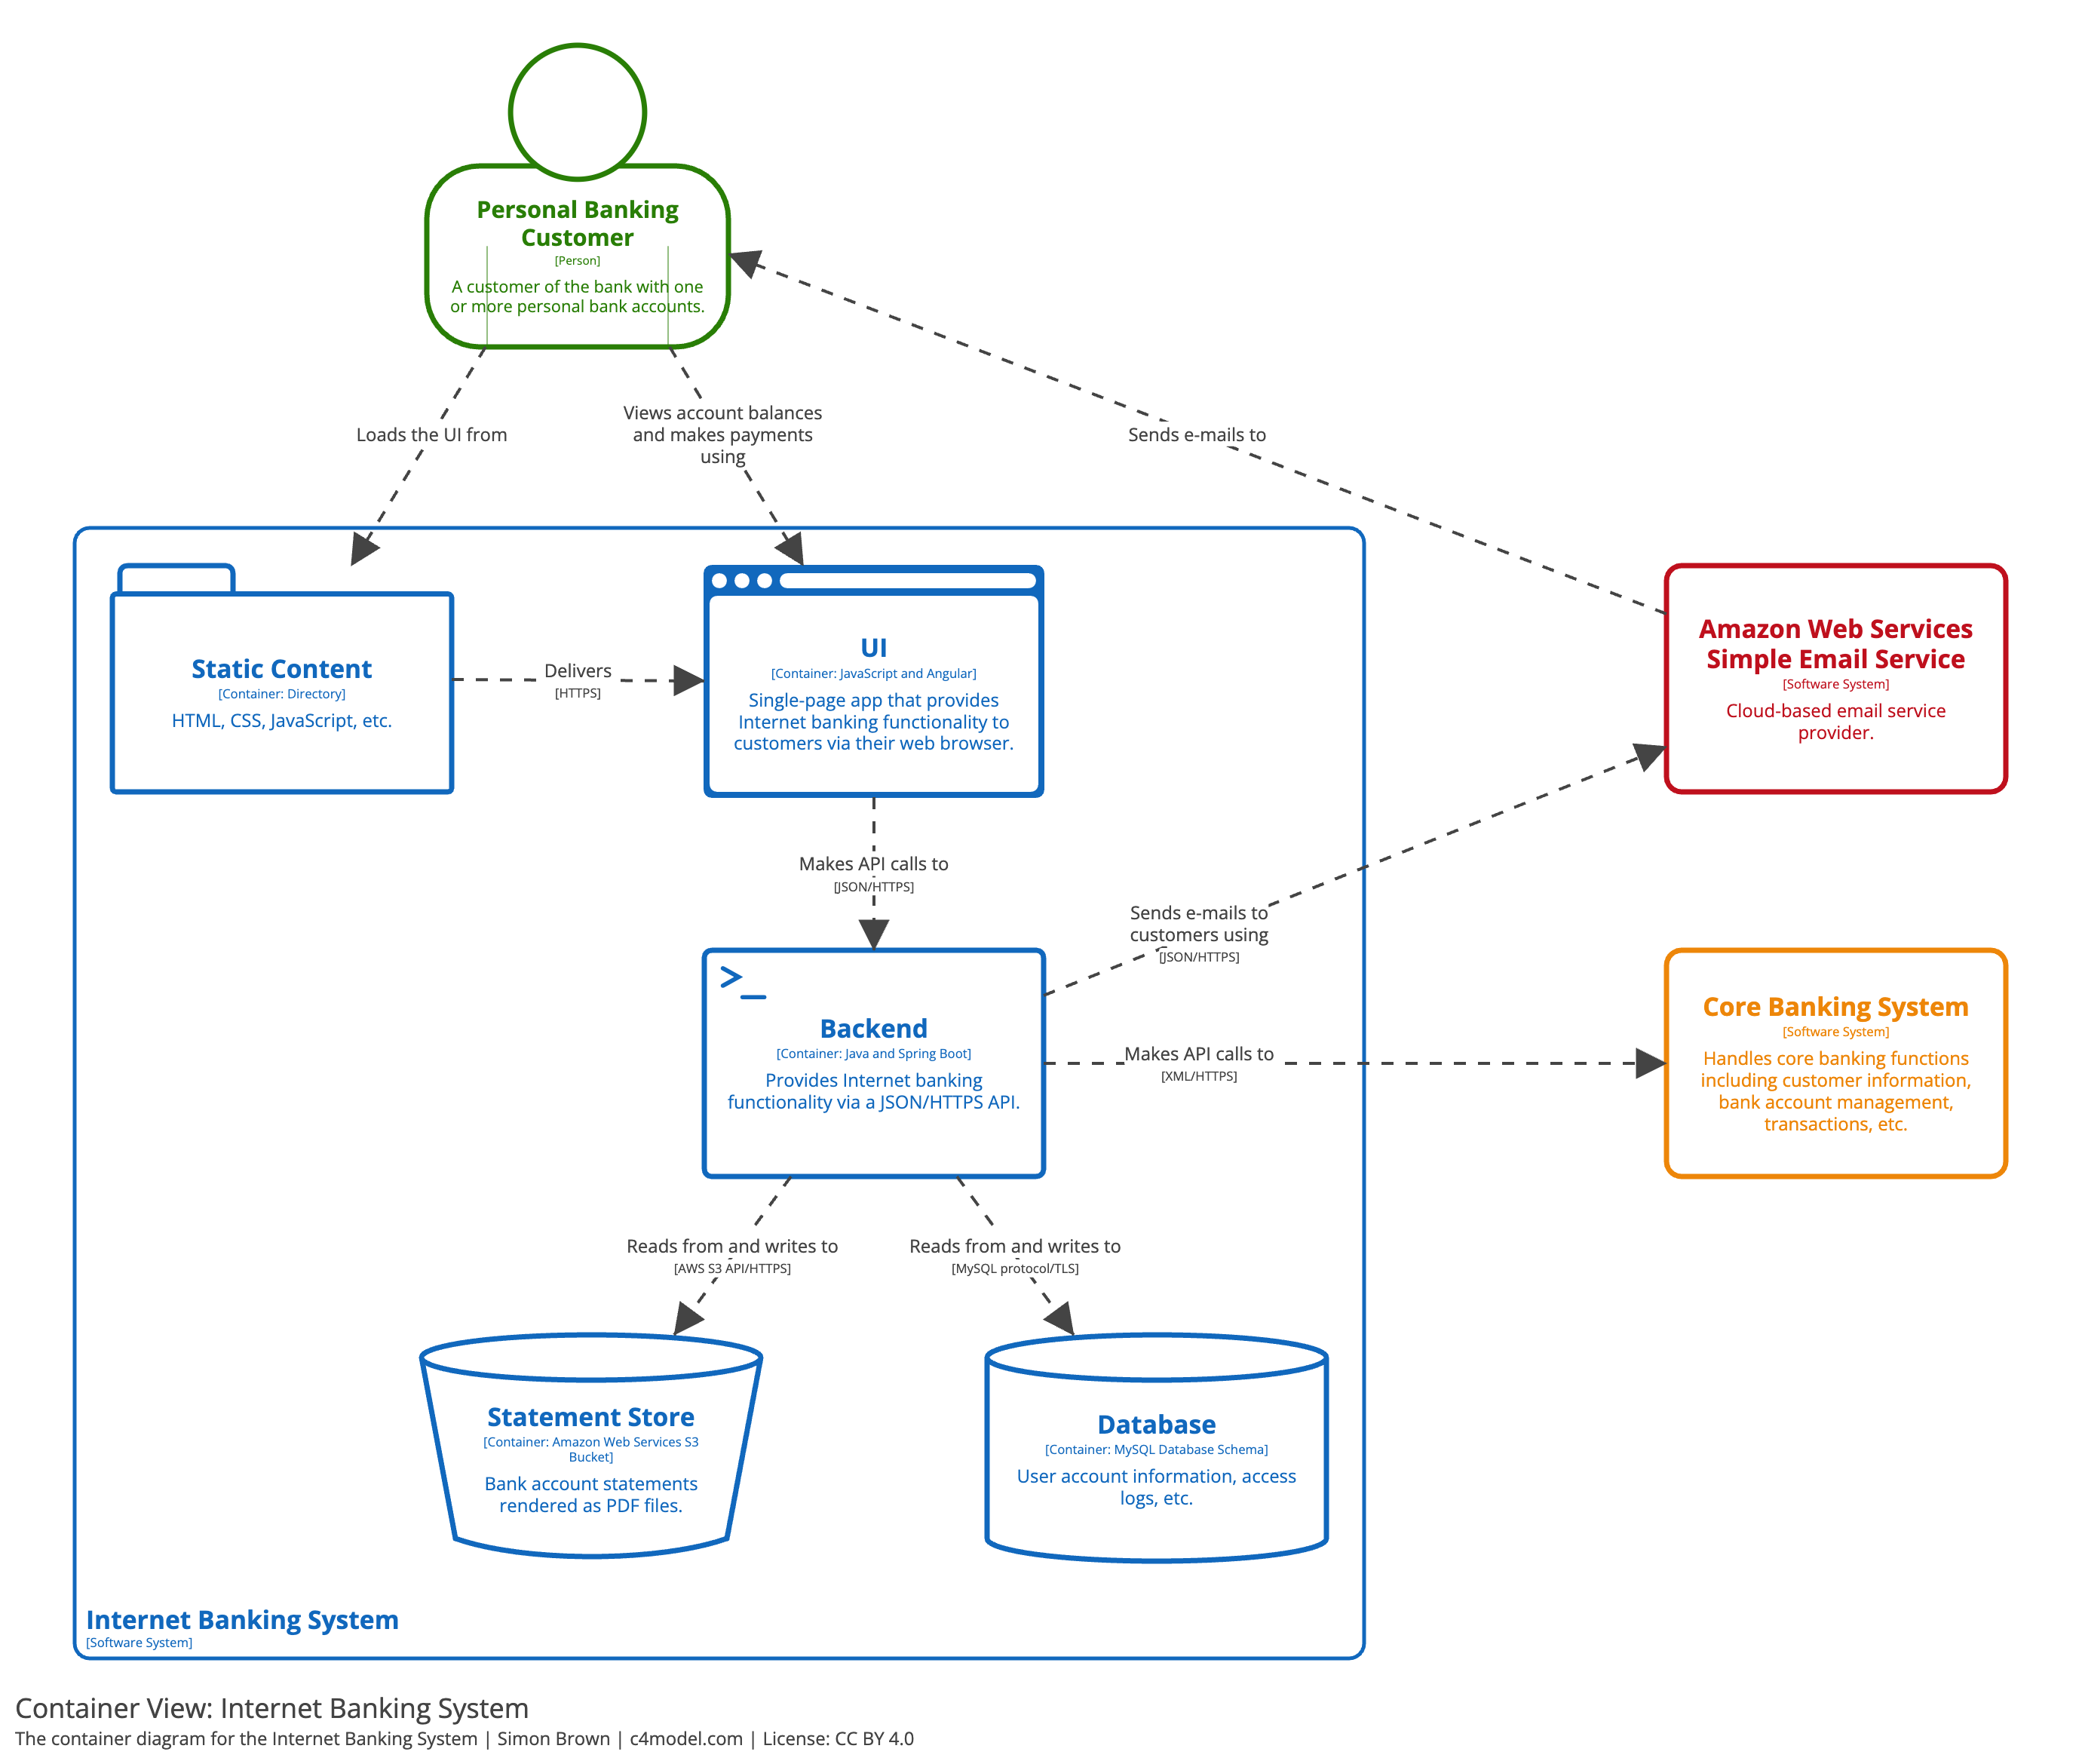 Personal Banking
Customer
[Person]
A customer of the bank with one
or more personal bank accounts.
Loads the UI from
Views account balances
and makes payments
using
Sends e-mails to
Static Content
[Container: Directory]
HTML, CSS, JavaScript, etc.
Delivers
[HTTPS]
UI
[Container: JavaScript and Angular]
Single-page app that provides
Internet banking functionality to
customers via their web browser.
Amazon Web Services
Simple Email Service
[Software System]
Cloud-based email service
provider.
Makes API calls to
[JSON/HTTPS]
Sends e-mails to
customers using
[JSON/HTTPS]
>_
Backend
[Container: Java and Spring Boot]
Provides Internet banking
functionality via a JSON/HTTPS API.
Makes API calls to
[XML/HTTPS]
Core Banking System
[Software System]
Handles core banking functions
including customer information,
bank account management,
transactions, etc.
Reads from and writes to
[AWS S3 API/HTTPS]
Reads from and writes to
[MySQL protocol/TLS]
Statement Store
[Container: Amazon Web Services S3
Bucket]
Bank account statements
rendered as PDF files.
Database
[Container: MySQL Database Schema]
User account information, access
logs, etc.
Internet Banking System
[Software System]
Container View: Internet Banking System
The container diagram for the Internet Banking System | Simon Brown | c4model.com | License: CC BY 4.0